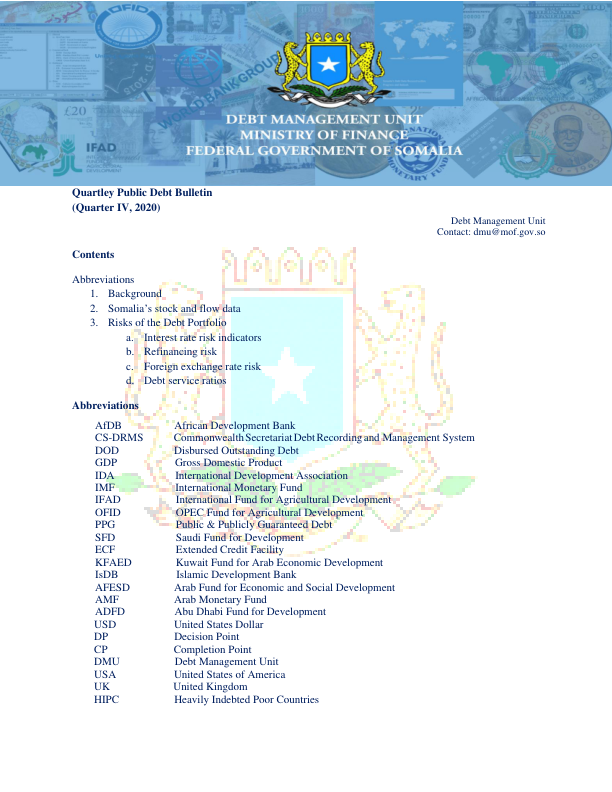 OFID
WORLD BANK GROUP
£20
IFAD
DEBT MANAGEMENT UNIT
MINISTRY OF FINANCE
FEDERAL GOVERNMENT OF SOMALIA
Quartley Public Debt Bulletin
(Quarter IV, 2020)
Debt Management Unit
Contact: dmu@mof.gov.so
Contents
Abbreviations
1. Background
2. Somalia’s stock and flow data
3. Risks of the Debt Portfolio
a. Interest rate risk indicators
b. Refinancing risk
c. Foreign exchange rate risk
d. Debt service ratios
Abbreviations
AfDB African Development Bank
CS-DRMS Commonwealth Secretariat Debt Recording and Management System
DOD Disbursed Outstanding Debt
GDP Gross Domestic Product
IDA International Development Association
IMF International Monetary Fund
IFAD International Fund for Agricultural Development
OFID OPEC Fund for Agricultural Development
PPG Public & Publicly Guaranteed Debt
SFD Saudi Fund for Development
ECF Extended Credit Facility
KFAED Kuwait Fund for Arab Economic Development
IsDB Islamic Development Bank
AFESD Arab Fund for Economic and Social Development
AMF Arab Monetary Fund
ADFD Abu Dhabi Fund for Development
USD United States Dollar
DP Decision Point
CP Completion Point
DMU Debt Management Unit
USA United States of America
UK United Kingdom
HIPC Heavily Indebted Poor Countries